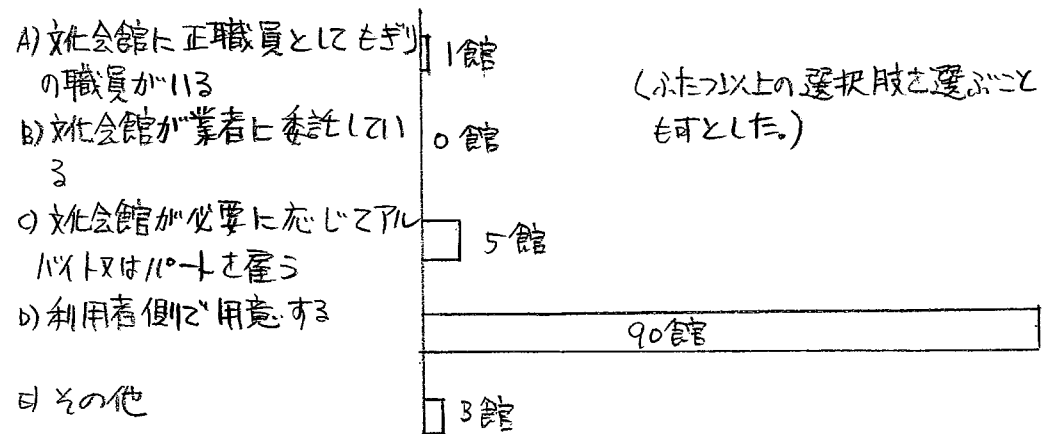 A)文化会館に正職員としてもぎり
の職員がいる
1館
(ふたつ以上の選択肢を選ぶこと
も可とした。)
B)文化会館が業者に委託してい
る
0館
C)文化会館が必要に応じてアル
バイト又はパートを雇う
5館
D)利用者側で用意する
90館
E)その他
3館